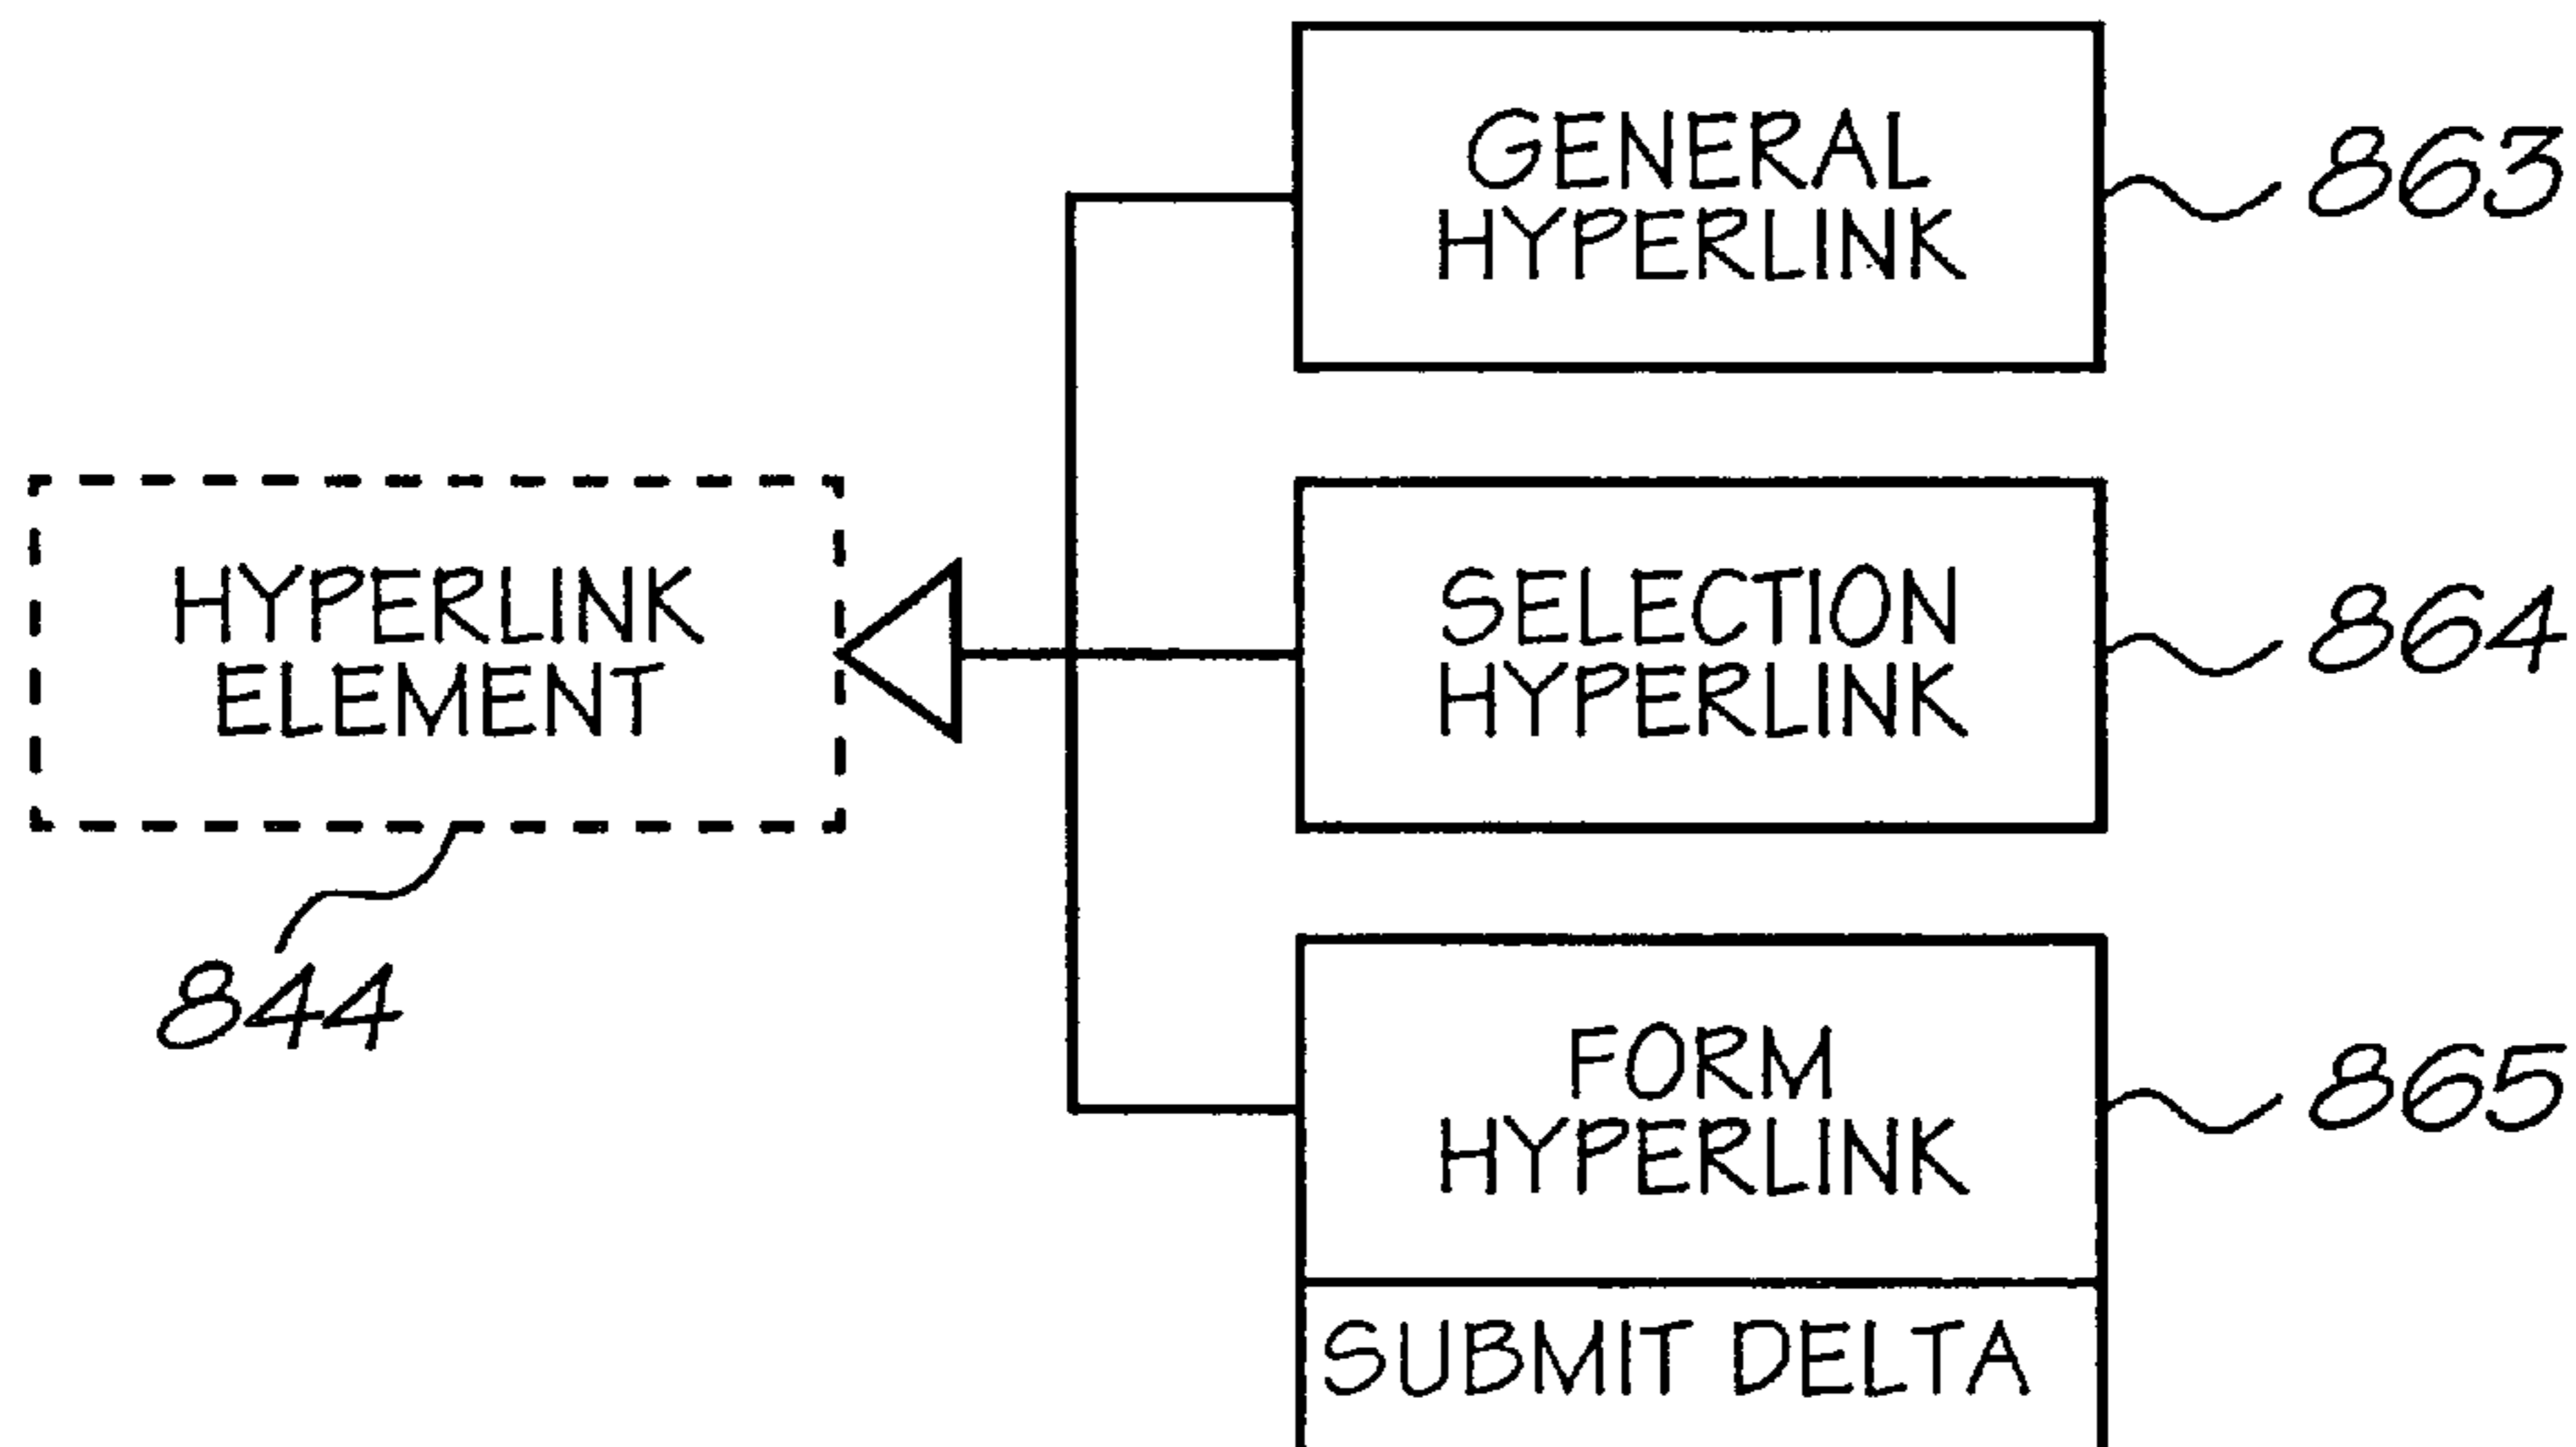 GENERAL
HYPERLINK
863
HYPERLINK
ELEMENT
844
SELECTION
HYPERLINK
864
FORM
HYPERLINK
865
SUBMIT DELTA